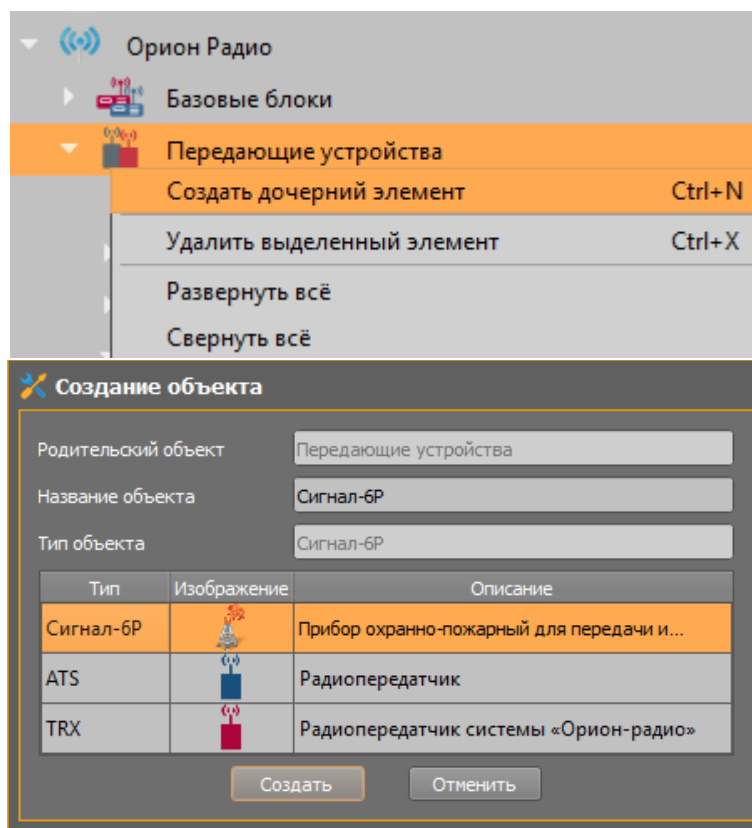 Орион Радио
Базовые блоки
Передающие устройства
Создать дочерний элемент Ctrl+N
Удалить выделенный элемент Ctrl+X
Развернуть всё
Свернуть всё
Создание объекта
Родительский объект Передающие устройства
Название объекта Сигнал-6Р
Тип объекта Сигнал-6Р
Тип Изображение Описание
Сигнал-6Р Прибор охранно-пожарный для передачи и...
ATS Радиопередатчик
TRX Радиопередатчик системы «Орион-радио»
Создать Отменить